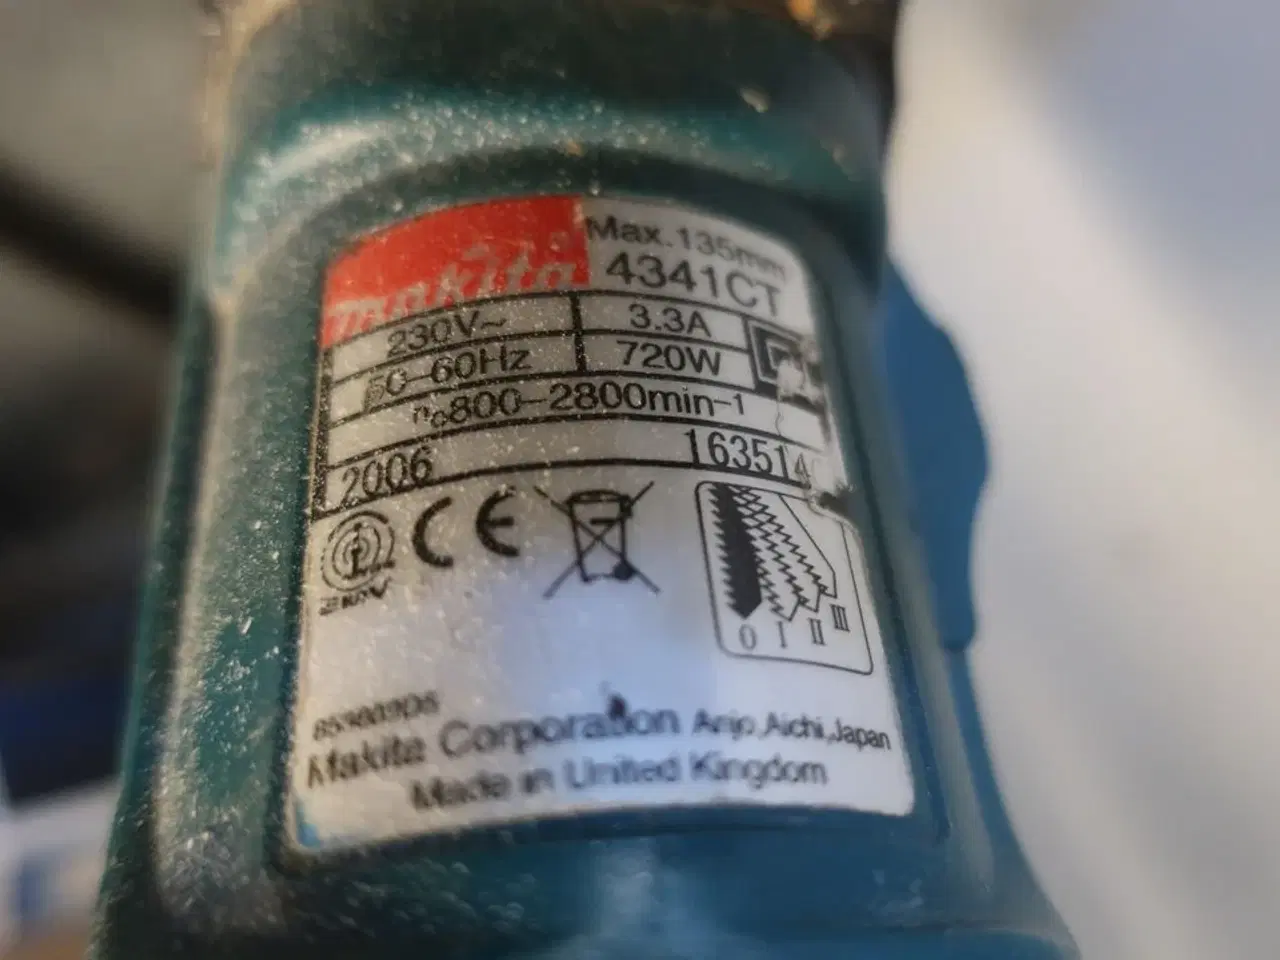 makita
Max.135mm
4341CT
230V~
3.3A
50-60Hz
720W
n₀800-2800min-1
2006
163514
CE
0 I II III
Makita Corporation Anjo,Aichi,Japan
Made in United Kingdom